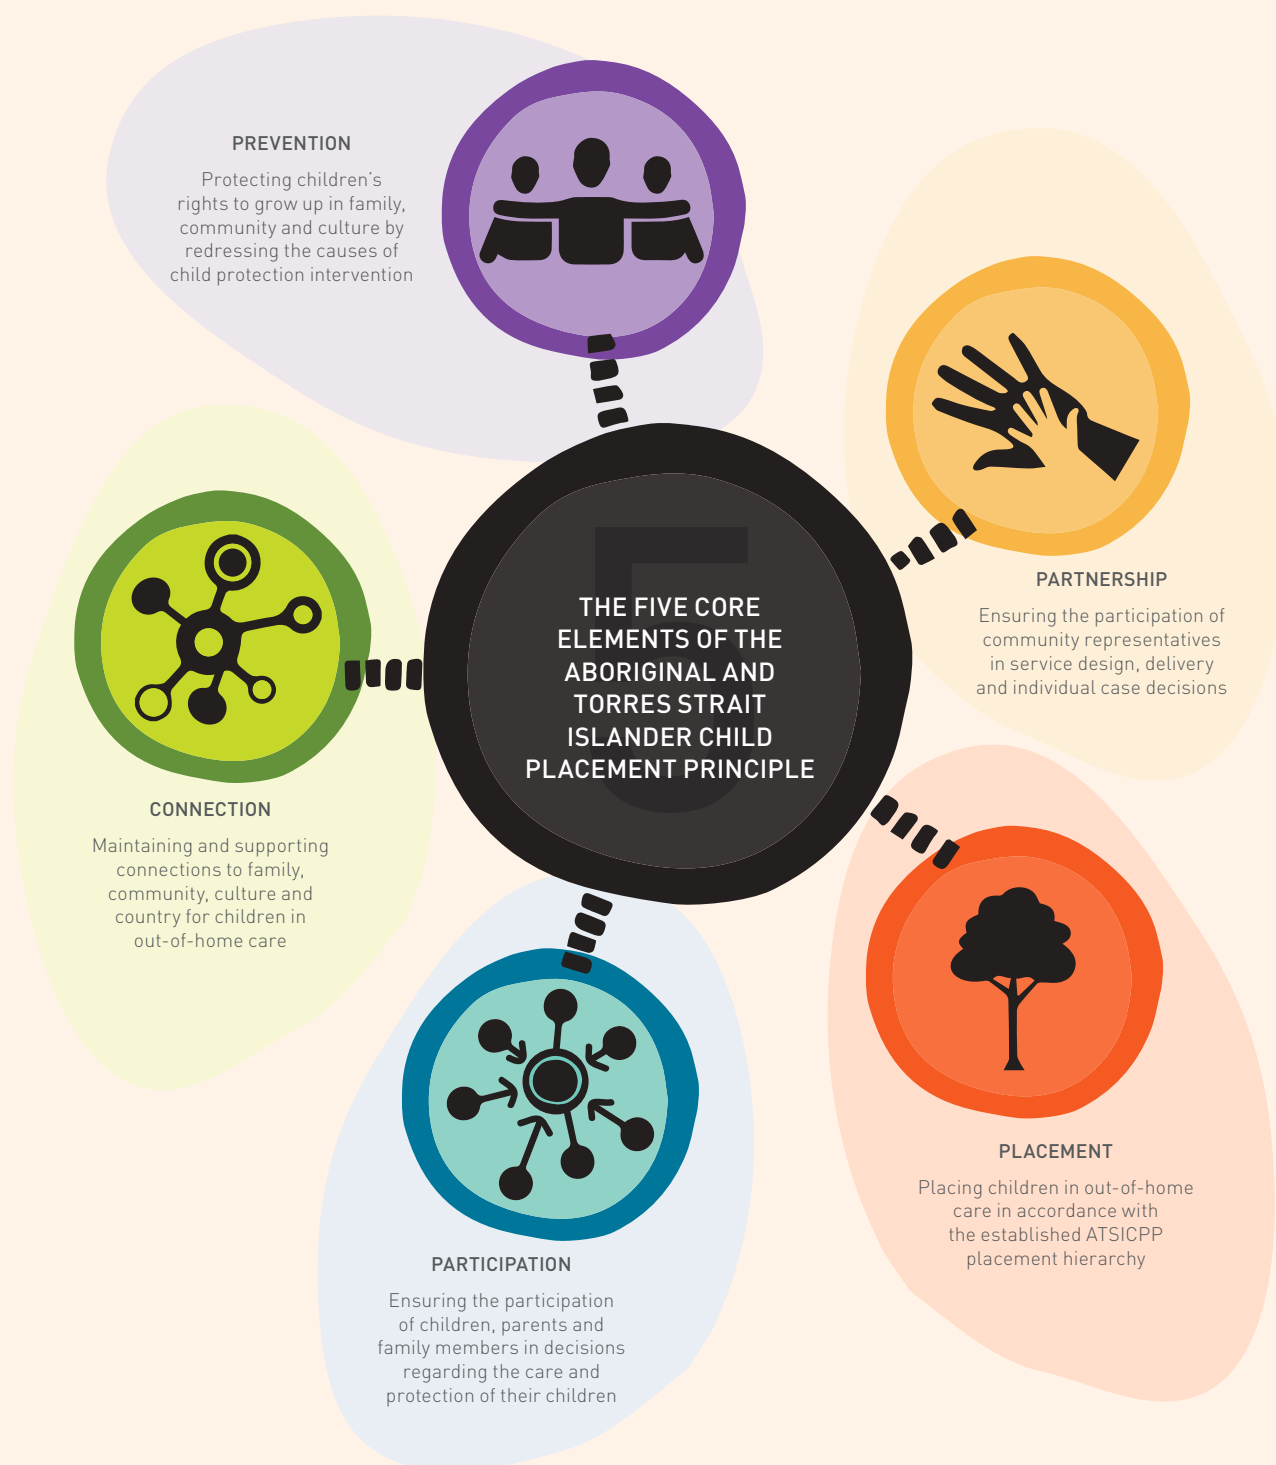 PREVENTION
Protecting children’s
rights to grow up in family,
community and culture by
redressing the causes of
child protection intervention
PARTNERSHIP
Ensuring the participation of
community representatives
in service design, delivery
and individual case decisions
5
THE FIVE CORE
ELEMENTS OF THE
ABORIGINAL AND
TORRES STRAIT
ISLANDER CHILD
PLACEMENT PRINCIPLE
CONNECTION
Maintaining and supporting
connections to family,
community, culture and
country for children in
out-of-home care
PLACEMENT
Placing children in out-of-home
care in accordance with
the established ATSICPP
placement hierarchy
PARTICIPATION
Ensuring the participation
of children, parents and
family members in decisions
regarding the care and
protection of their children